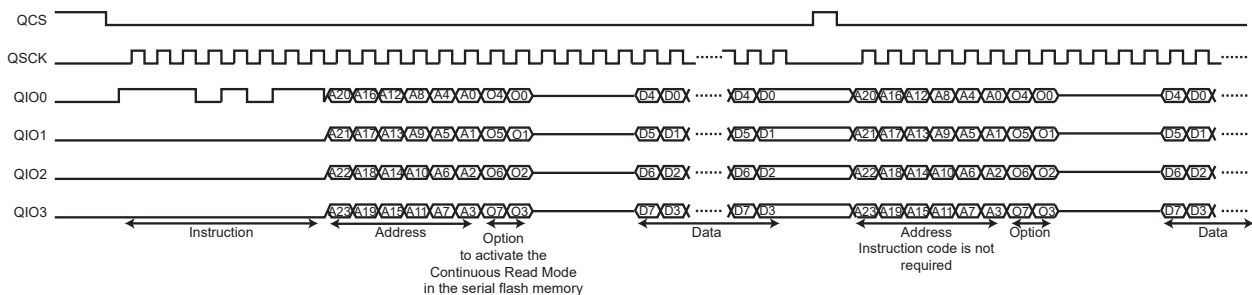 QCS
QSCK
QIO0 A20 A16 A12 A8 A4 A0 O4 O0 D4 D0 D4 D0 A20 A16 A12 A8 A4 A0 O4 O0 D4 D0
QIO1 A21 A17 A13 A9 A5 A1 O5 O1 D5 D1 D5 D1 A21 A17 A13 A9 A5 A1 O5 O1 D5 D1
QIO2 A22 A18 A14 A10 A6 A2 O6 O2 D6 D2 D6 D2 A22 A18 A14 A10 A6 A2 O6 O2 D6 D2
QIO3 A23 A19 A15 A11 A7 A3 O7 O3 D7 D3 D7 D3 A23 A19 A15 A11 A7 A3 O7 O3 D7 D3
Instruction Address Data Address Option Data
Option
to activate the
Continuous Read Mode
in the serial flash memory
Instruction code is not
required